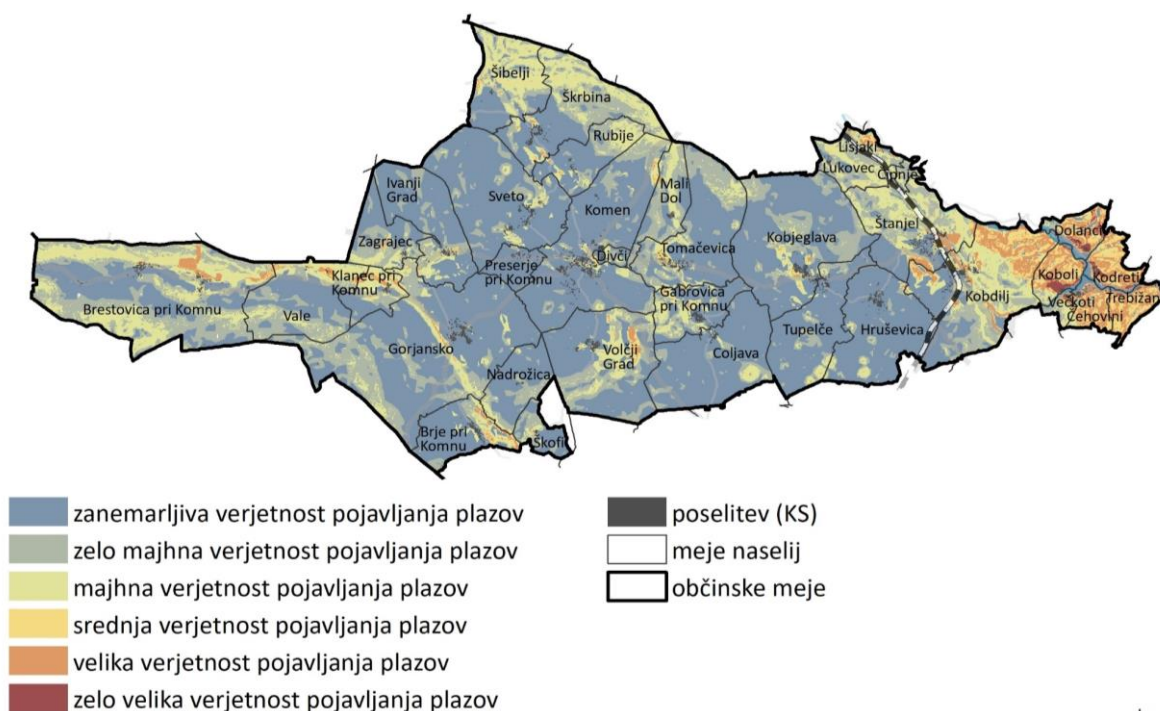 Šibelji
Škrbina
Rubije
Lisjaki
Lukovec
Čipnje
Ivanji
Grad
Sveto
Komen
Mali
Dol
Štanjel
Dolanci
Zagrajec
Divči
Tomačevica
Kobjeglava
Klanec pri
Komnu
Preserje
pri Komnu
Koboli
Kodreti
Brestovica pri Komnu
Vale
Gabrovica
pri Komnu
Kobdilj
Večkoti
Trebižani
Čehovini
Gorjansko
Volčji
Grad
Coljava
Tupelče
Hruševica
Nadrožica
Brje pri
Komnu
Škofi
zanemarljiva verjetnost pojavljanja plazov
zelo majhna verjetnost pojavljanja plazov
majhna verjetnost pojavljanja plazov
srednja verjetnost pojavljanja plazov
velika verjetnost pojavljanja plazov
zelo velika verjetnost pojavljanja plazov
poselitev (KS)
meje naselij
občinske meje